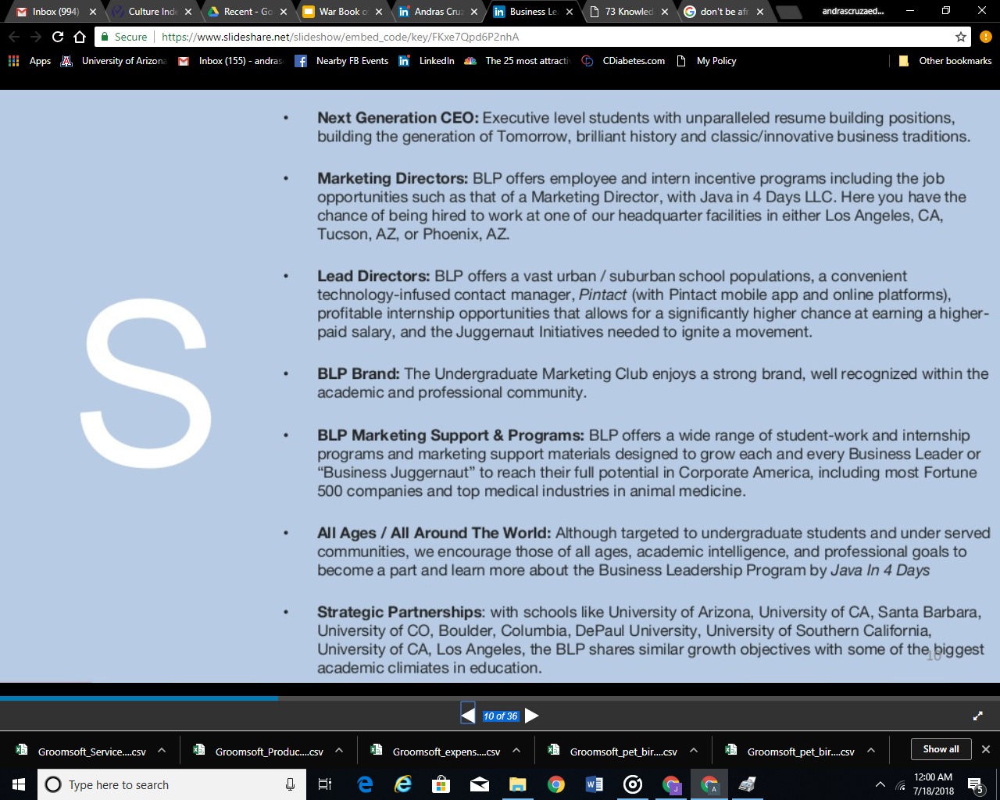 Inbox (994)
Culture Inde
Recent - Go
War Book o
Andras Cruz
Business Le
73 Knowled
don't be afr
andrascruzaed...
Secure
https://www.slideshare.net/slideshow/embed_code/key/FKxe7Qpd6P2nhA
Apps
University of Arizona
Inbox (155) - andras
Nearby FB Events
LinkedIn
The 25 most attracti
CDiabetes.com
My Policy
Other bookmarks
S
• Next Generation CEO: Executive level students with unparalleled resume building positions,
building the generation of Tomorrow, brilliant history and classic/innovative business traditions.
• Marketing Directors: BLP offers employee and intern incentive programs including the job
opportunities such as that of a Marketing Director, with Java in 4 Days LLC. Here you have the
chance of being hired to work at one of our headquarter facilities in either Los Angeles, CA,
Tucson, AZ, or Phoenix, AZ.
• Lead Directors: BLP offers a vast urban / suburban school populations, a convenient
technology-infused contact manager, Pintact (with Pintact mobile app and online platforms),
profitable internship opportunities that allows for a significantly higher chance at earning a higher-
paid salary, and the Juggernaut Initiatives needed to ignite a movement.
• BLP Brand: The Undergraduate Marketing Club enjoys a strong brand, well recognized within the
academic and professional community.
• BLP Marketing Support & Programs: BLP offers a wide range of student-work and internship
programs and marketing support materials designed to grow each and every Business Leader or
“Business Juggernaut” to reach their full potential in Corporate America, including most Fortune
500 companies and top medical industries in animal medicine.
• All Ages / All Around The World: Although targeted to undergraduate students and under served
communities, we encourage those of all ages, academic intelligence, and professional goals to
become a part and learn more about the Business Leadership Program by Java In 4 Days
• Strategic Partnerships: with schools like University of Arizona, University of CA, Santa Barbara,
University of CO, Boulder, Columbia, DePaul University, University of Southern California,
University of CA, Los Angeles, the BLP shares similar growth objectives with some of the biggest
academic climiates in education.
10
10 of 36
Groomsoft_Service....csv
Groomsoft_Produc....csv
Groomsoft_expens....csv
Groomsoft_pet_bir....csv
Groomsoft_pet_bir....csv
Show all
Type here to search
12:00 AM
7/18/2018
5